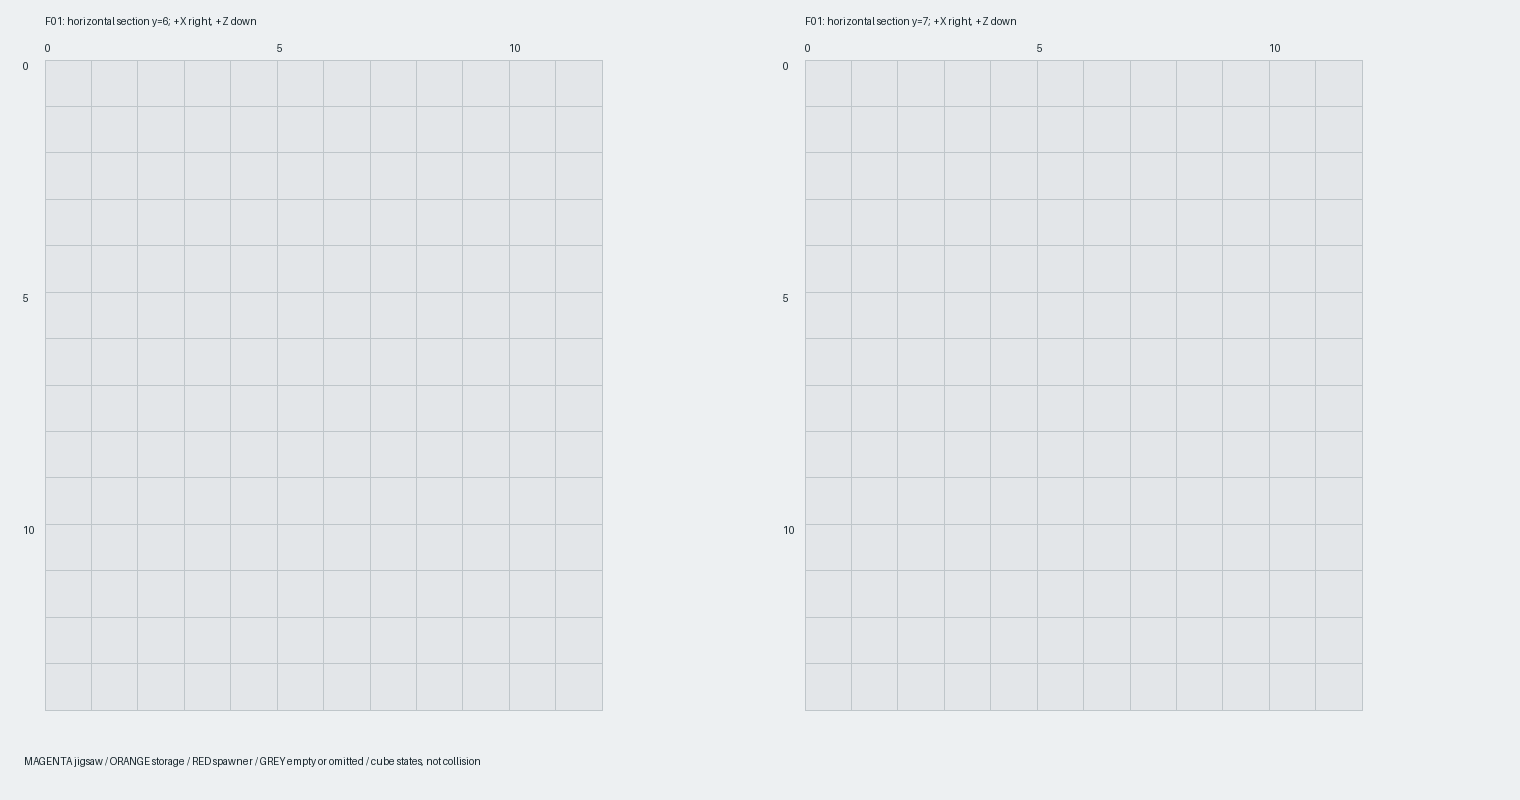 F01: horizontal section y=6; +X right, +Z down
F01: horizontal section y=7; +X right, +Z down
0 5 10
0 5 10
0
0
5
5
10
10
MAGENTA jigsaw / ORANGE storage / RED spawner / GREY empty or omitted / cube states, not collision